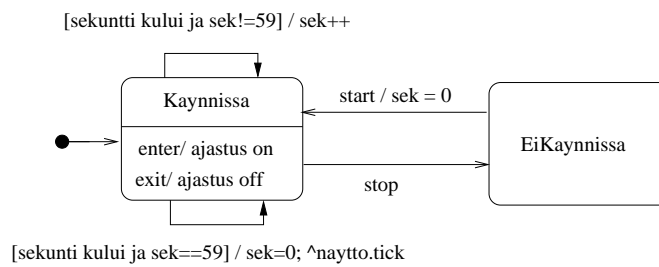 [sekuntti kului ja sek!=59] / sek++
Kaynnissa
enter/ ajastus on
exit/ ajastus off
start / sek = 0
stop
EiKaynnissa
[sekunti kului ja sek==59] / sek=0; ^naytto.tick